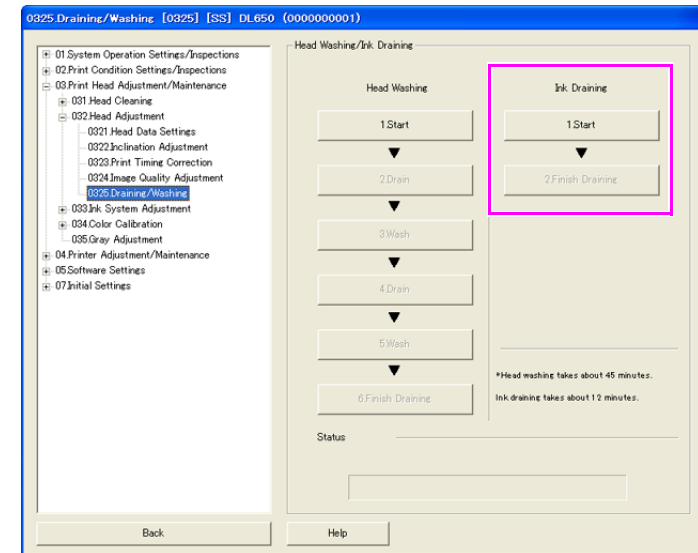 0325.Draining/Washing [0325] [SS] DL650 (0000000001)
01.System Operation Settings/Inspections
02.Print Condition Settings/Inspections
03.Print Head Adjustment/Maintenance
031.Head Cleaning
032.Head Adjustment
0321.Head Data Settings
0322.Inclination Adjustment
0323.Print Timing Correction
0324.Image Quality Adjustment
0325.Draining/Washing
033.Ink System Adjustment
034.Color Calibration
035.Gray Adjustment
04.Printer Adjustment/Maintenance
05.Software Settings
07.Initial Settings
Back
Head Washing/Ink Draining
Head Washing
1.Start
2.Drain
3.Wash
4.Drain
5.Wash
6.Finish Draining
Ink Draining
1.Start
2.Finish Draining
*Head washing takes about 45 minutes.
Ink draining takes about 12 minutes.
Status
Help